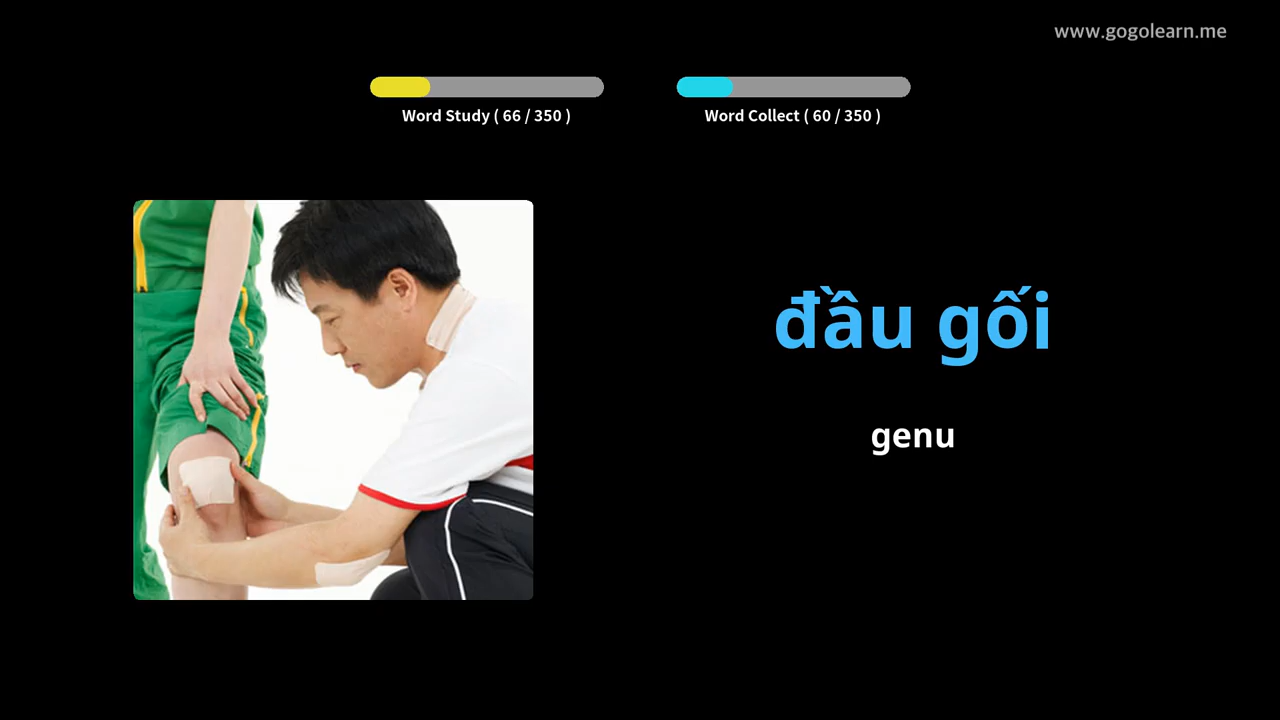 www.gogolearn.me
Word Study ( 66 / 350 )
Word Collect ( 60 / 350 )
đầu gối
genu